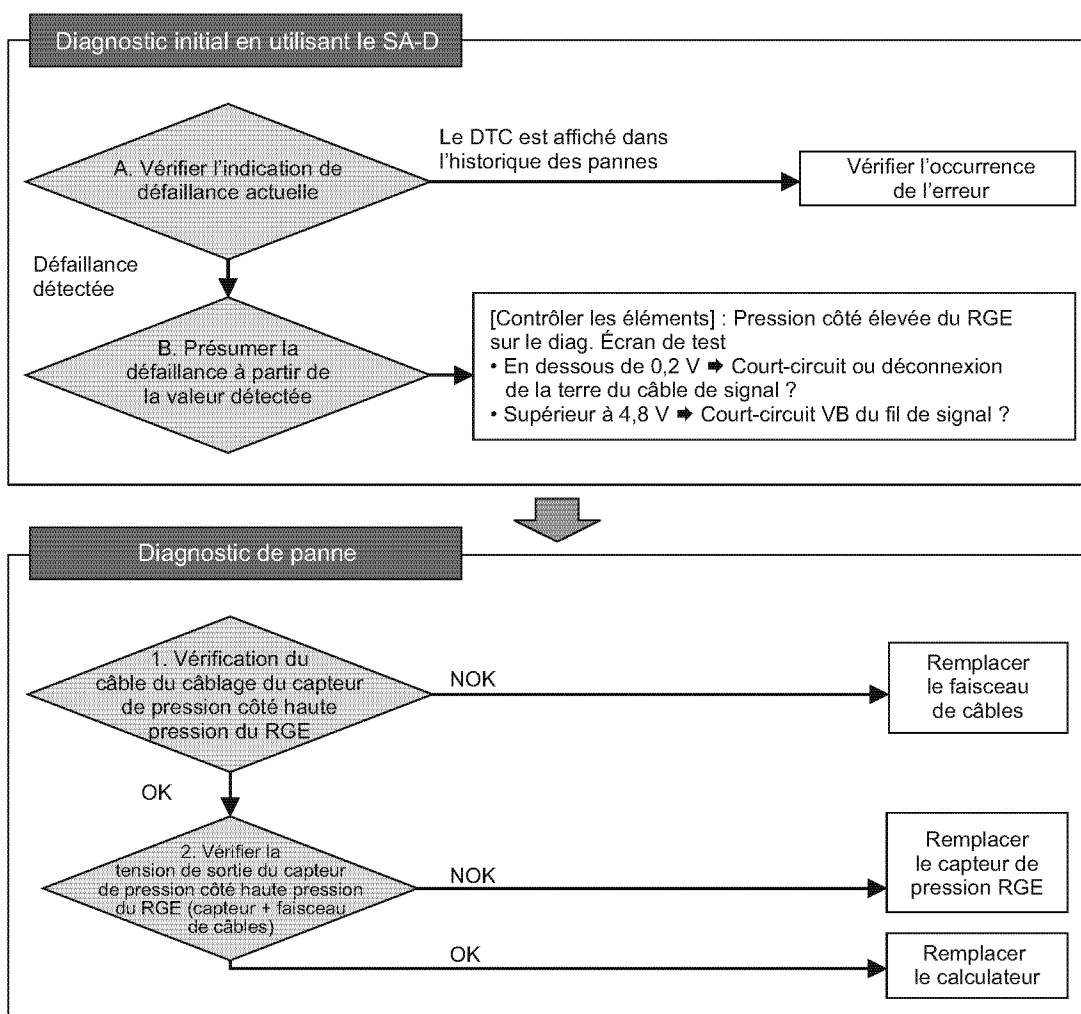 Diagnostic initial en utilisant le SA-D
A. Vérifier l'indication de
défaillance actuelle
Le DTC est affiché dans
l'historique des pannes
Vérifier l'occurrence
de l'erreur
Défaillance
détectée
B. Présumer la
défaillance à partir de
la valeur détectée
[Contrôler les éléments] : Pression côté élevée du RGE
sur le diag. Écran de test
• En dessous de 0,2 V ➡ Court-circuit ou déconnexion
de la terre du câble de signal ?
• Supérieur à 4,8 V ➡ Court-circuit VB du fil de signal ?
Diagnostic de panne
1. Vérification du
câble du câblage du capteur
de pression côté haute
pression du RGE
NOK
Remplacer
le faisceau
de câbles
OK
2. Vérifier la
tension de sortie du capteur
de pression côté haute pression
du RGE (capteur + faisceau
de câbles)
NOK
Remplacer
le capteur de
pression RGE
OK
Remplacer
le calculateur